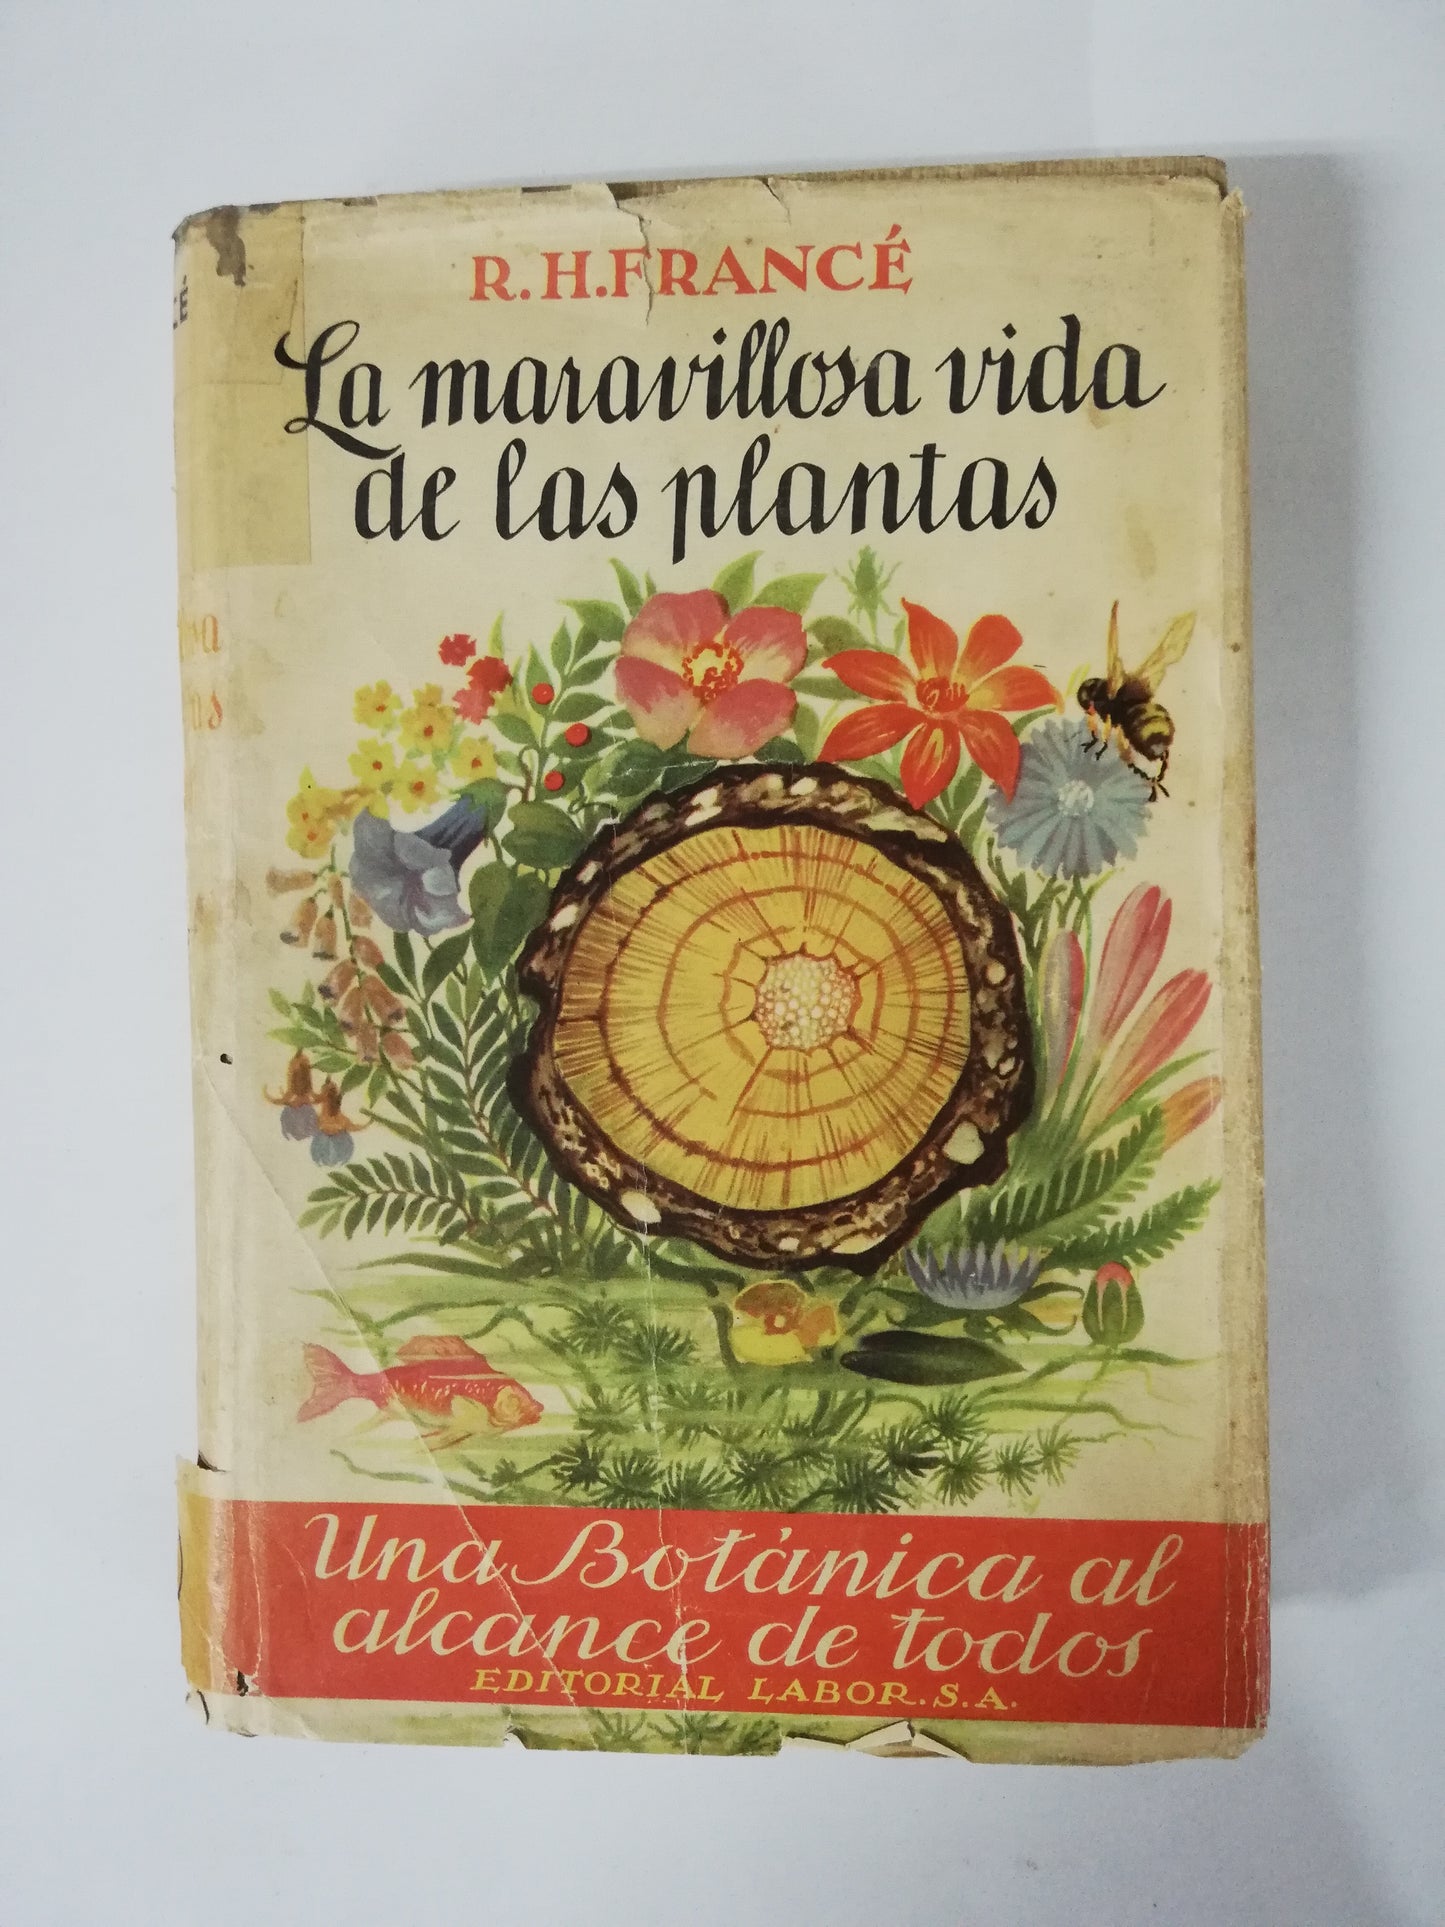 R. H. FRANCÉ
La maravillosa vida
de las plantas
Una Botánica al
alcance de todos
EDITORIAL LABOR. S. A.